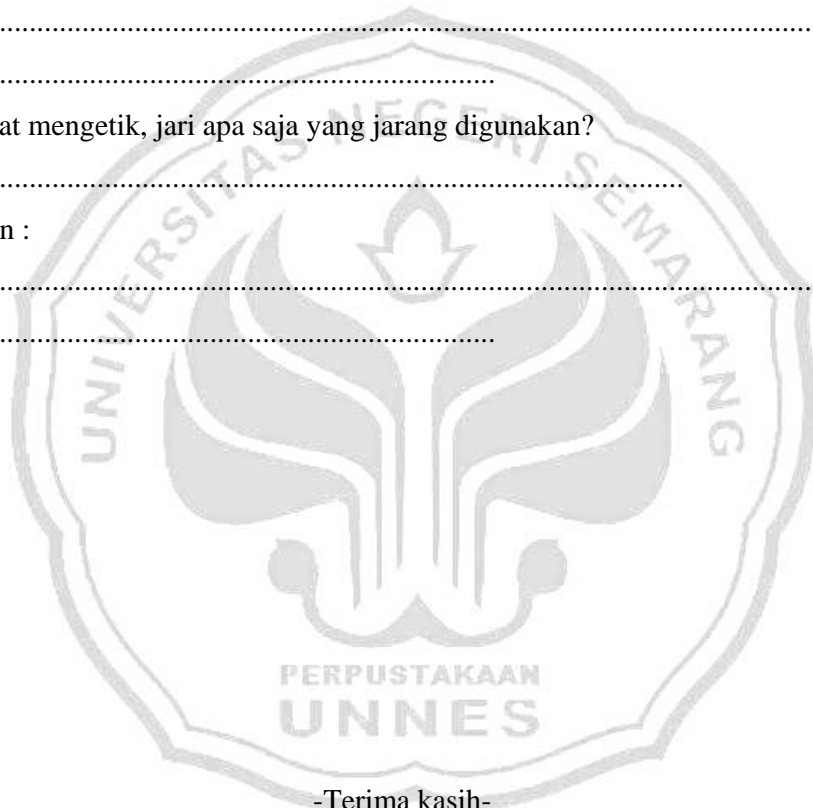 ........................................................................................................
................................................................
at mengetik, jari apa saja yang jarang digunakan?
........................................................................................
n :
........................................................................................................
................................................................
UNIVERSITAS NEGERI SEMARANG
PERPUSTAKAAN
UNNES
-Terima kasih-